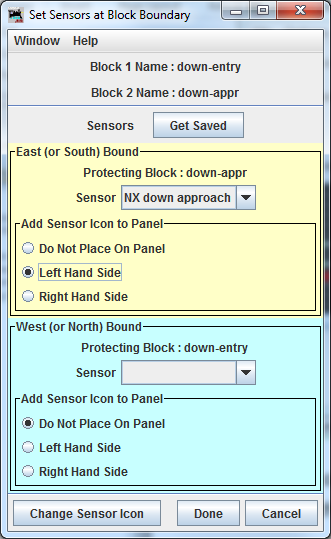 Set Sensors at Block Boundary
Window Help
Block 1 Name : down-entry
Block 2 Name : down-appr
Sensors Get Saved
East (or South) Bound
Protecting Block : down-appr
Sensor NX down approach
Add Sensor Icon to Panel
Do Not Place On Panel
Left Hand Side
Right Hand Side
West (or North) Bound
Protecting Block : down-entry
Sensor
Add Sensor Icon to Panel
Do Not Place On Panel
Left Hand Side
Right Hand Side
Change Sensor Icon Done Cancel